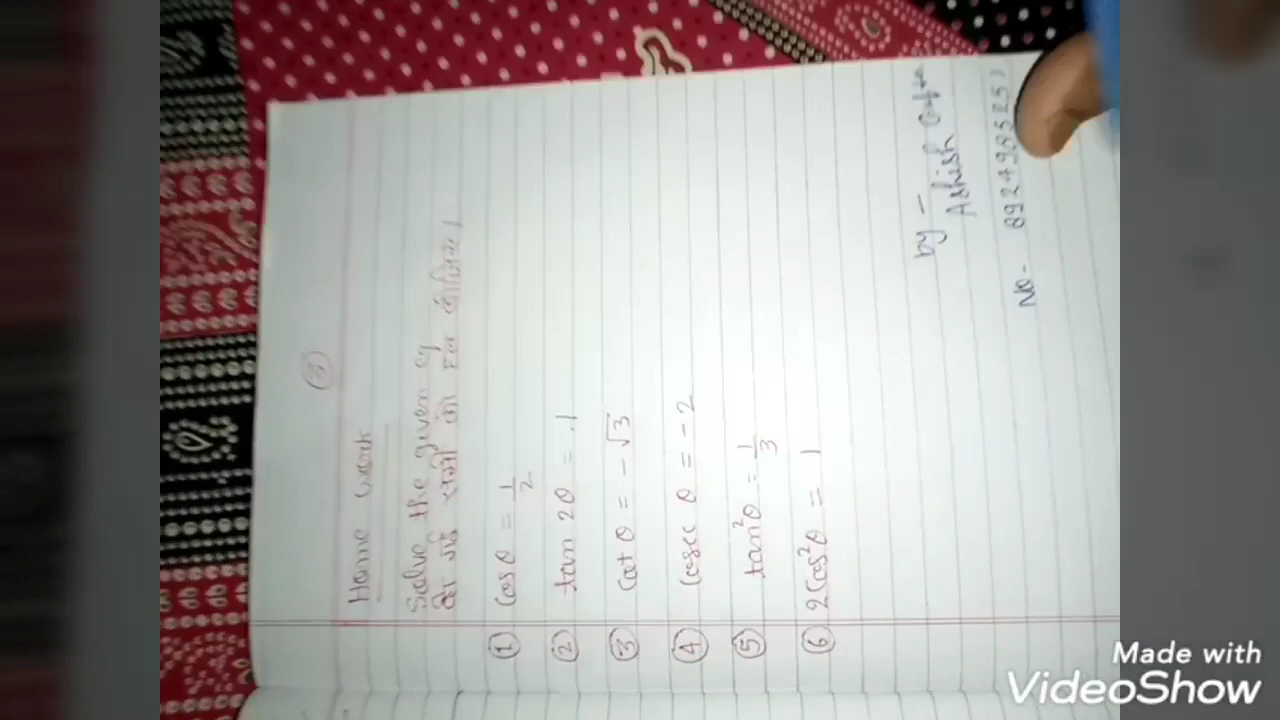 (3)
Home work
Solve the given eq
दी गई समी को हल कीजिये।
(1) Cosθ = 1/2
(2) tan 2θ = 1
(3) Cot θ = -√3
(4) Cosec θ = -2
(5) tan²θ = 1/3
(6) 2Cos²θ = 1
by -
Ashish Gupta
No - 8924985251
Made with
VideoShow